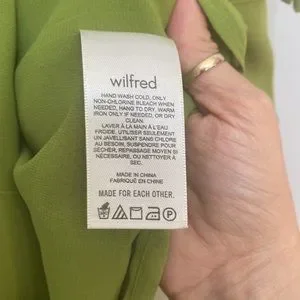 wilfred
HAND WASH COLD, ONLY
NON-CHLORINE BLEACH WHEN
NEEDED, HANG TO DRY, WARM
IRON ONLY IF NEEDED, OR DRY
CLEAN.
LAVER À LA MAIN À L'EAU
FROIDE, UTILISER SEULEMENT
UN JAVELLISANT SANS CHLORE
AU BESOIN, SUSPENDRE POUR
SÉCHER, REPASSAGE MOYEN SI
NÉCESSAIRE, OU NETTOYER À
SEC.
MADE IN CHINA
FABRIQUÉ EN CHINE
MADE FOR EACH OTHER.
P